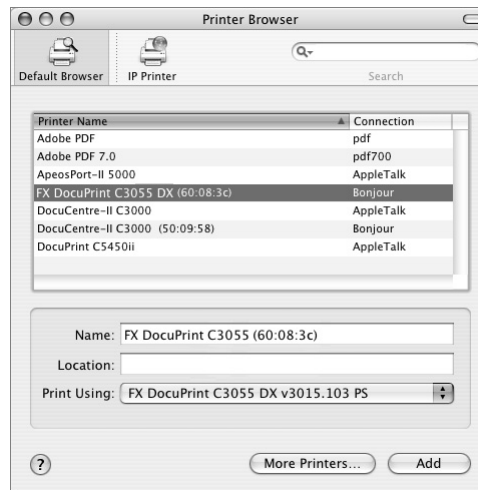 Printer Browser
Default Browser IP Printer Search
Printer Name Connection
Adobe PDF pdf
Adobe PDF 7.0 pdf700
ApeosPort-II 5000 AppleTalk
FX DocuPrint C3055 DX (60:08:3c) Bonjour
DocuCentre-II C3000 AppleTalk
DocuCentre-II C3000 (50:09:58) Bonjour
DocuPrint C5450ii AppleTalk
Name: FX DocuPrint C3055 (60:08:3c)
Location:
Print Using: FX DocuPrint C3055 DX v3015.103 PS
? More Printers... Add